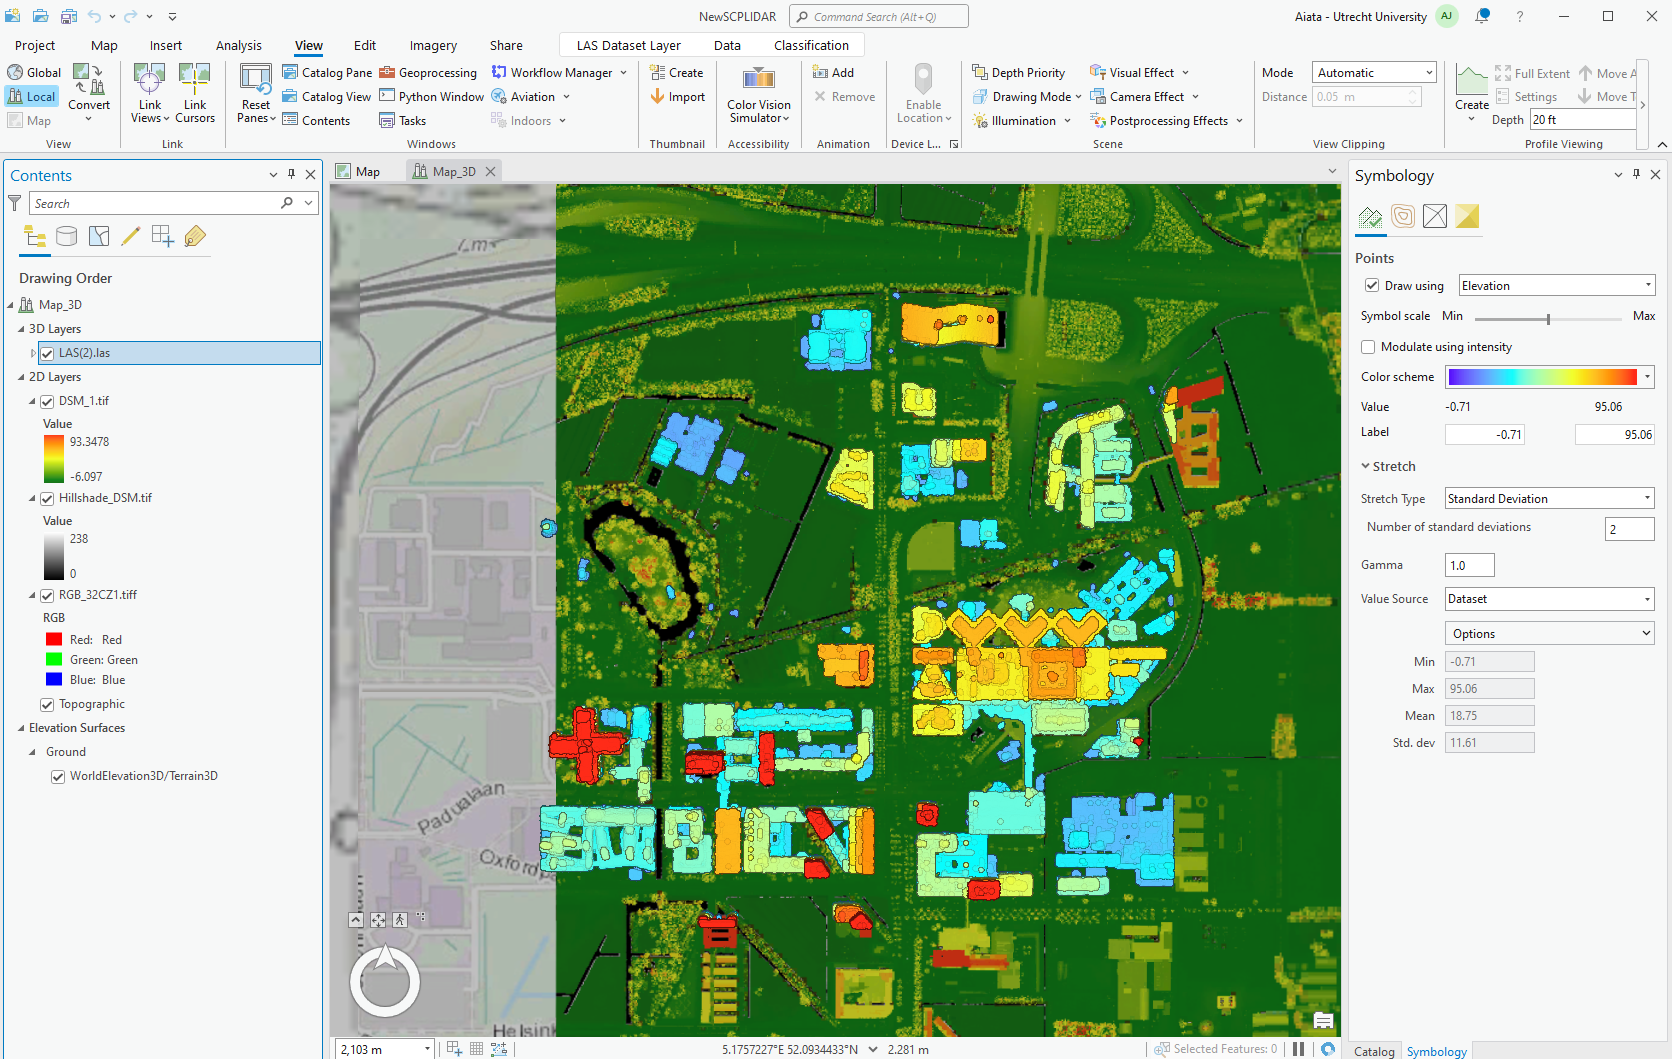 NewSCPLIDAR
Command Search (Alt+Q)
Aiata - Utrecht University
AJ
?
Project
Map
Insert
Analysis
View
Edit
Imagery
Share
LAS Dataset Layer
Data
Classification
Global
Local
Map
Convert
View
Link Views
Link Cursors
Link
Reset Panes
Catalog Pane
Catalog View
Contents
Geoprocessing
Python Window
Tasks
Workflow Manager
Aviation
Indoors
Windows
Create
Import
Thumbnail
Color Vision Simulator
Accessibility
Add
Remove
Animation
Enable Location
Device L...
Depth Priority
Drawing Mode
Illumination
Visual Effect
Camera Effect
Postprocessing Effects
Scene
Mode
Automatic
Distance
0.05 m
View Clipping
Create
Full Extent
Settings
Move A
Move T
Depth
20 ft
Profile Viewing
Contents
Search
Drawing Order
Map_3D
3D Layers
LAS(2).las
2D Layers
DSM_1.tif
Value
93.3478
-6.097
Hillshade_DSM.tif
Value
238
0
RGB_32CZ1.tiff
RGB
Red: Red
Green: Green
Blue: Blue
Topographic
Elevation Surfaces
Ground
WorldElevation3D/Terrain3D
Map
Map_3D
Padualaan
2,103 m
5.1757227°E 52.0934433°N
2.281 m
Selected Features: 0
Symbology
Points
Draw using
Elevation
Symbol scale
Min
Max
Modulate using intensity
Color scheme
Value
-0.71
95.06
Label
-0.71
95.06
Stretch
Stretch Type
Standard Deviation
Number of standard deviations
2
Gamma
1.0
Value Source
Dataset
Options
Min
-0.71
Max
95.06
Mean
18.75
Std. dev
11.61
Catalog
Symbology